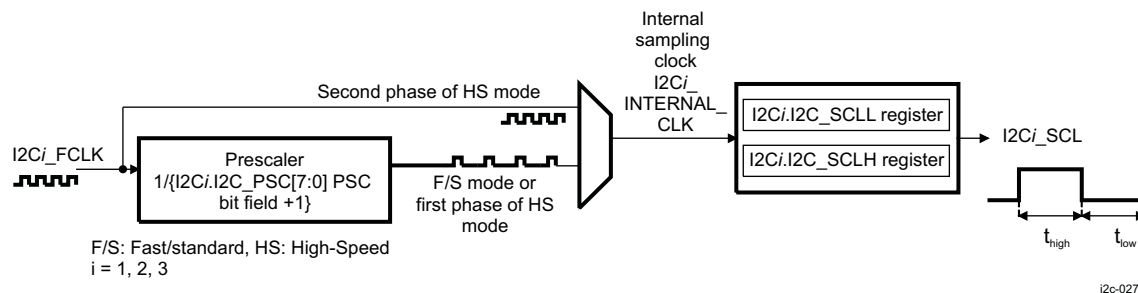 Internal
sampling
clock
I2Ci_
INTERNAL_
CLK
Second phase of HS mode
I2Ci.I2C_SCLL register
I2Ci_SCL
I2Ci_FCLK
Prescaler
1/{I2Ci.I2C_PSC[7:0] PSC
bit field +1}
I2Ci.I2C_SCLH register
F/S mode or
first phase of HS
mode
F/S: Fast/standard, HS: High-Speed
i = 1, 2, 3
thigh
tlow
i2c-027